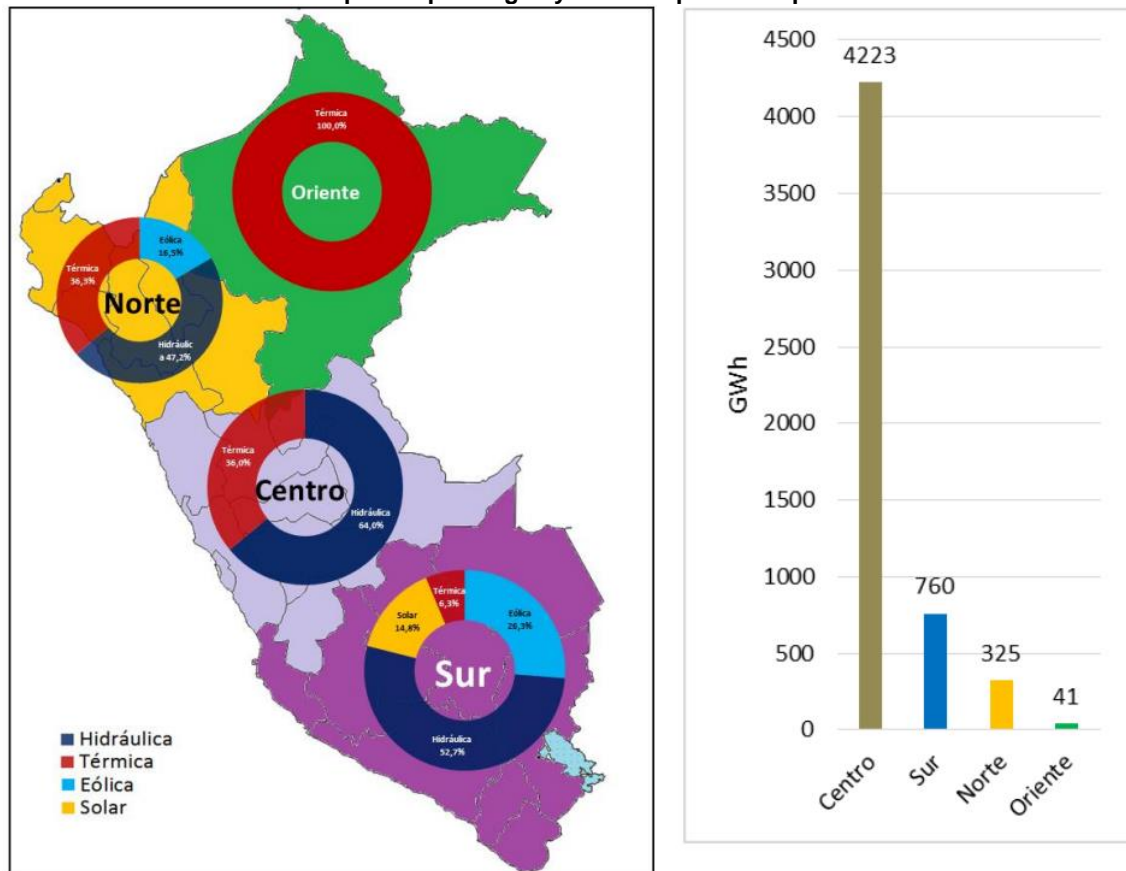 Térmica
100,0%
Oriente
Eólica
16,5%
Térmica
36,3%
Norte
Hidráulic
a 47,2%
Térmica
36,0%
Centro
Hidráulica
64,0%
Térmica
6,3%
Solar
14,8%
Eólica
26,3%
Sur
Hidráulica
52,7%
Hidráulica
Térmica
Eólica
Solar
4500
4000
3500
3000
2500
2000
1500
1000
500
0
GWh
4223
760
325
41
Centro
Sur
Norte
Oriente